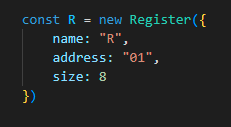 const R = new Register({
    name: "R",
    address: "01",
    size: 8
})